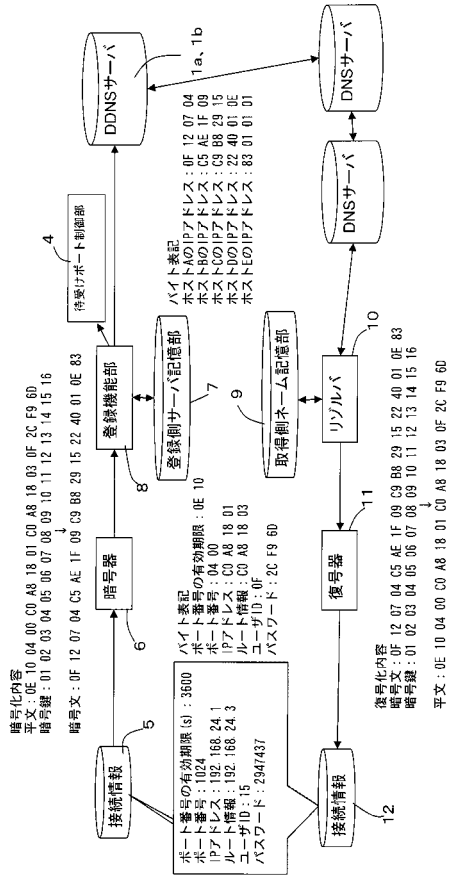 暗号化内容
平文：0E 10 04 00 C0 A8 18 01 C0 A8 18 03 0F 2C F9 6D
暗号鍵：01 02 03 04 05 06 07 08 09 10 11 12 13 14 15 16
↓
暗号文：0F 12 07 04 C5 AE 1F 09 C9 B8 29 15 22 40 01 0E 83
接続情報
5
暗号器
6
登録機能部
8
待受けポート制御部
4
DDNSサーバ
1a、1b
登録側サーバ記憶部
7
バイト表記
ホストAのIPアドレス：0F 12 07 04
ホストBのIPアドレス：C5 AE 1F 09
ホストCのIPアドレス：C9 B8 29 15
ホストDのIPアドレス：22 40 01 0E
ホストEのIPアドレス：83 01 01 01
ポート番号の有効期限(s)：3600
ポート番号：1024
IPアドレス：192.168.24.1
ルート情報：192.168.24.3
ユーザID：15
パスワード：2947437
バイト表記
ポート番号の有効期限：0E 10
ポート番号：04 00
IPアドレス：C0 A8 18 01
ルート情報：C0 A8 18 03
ユーザID：0F
パスワード：2C F9 6D
取得側ネーム記憶部
9
接続情報
12
復号器
11
リゾルバ
10
DNSサーバ
DNSサーバ
復号化内容
暗号文：0F 12 07 04 C5 AE 1F 09 C9 B8 29 15 22 40 01 0E 83
暗号鍵：01 02 03 04 05 06 07 08 09 10 11 12 13 14 15 16
↓
平文：0E 10 04 00 C0 A8 18 01 C0 A8 18 03 0F 2C F9 6D